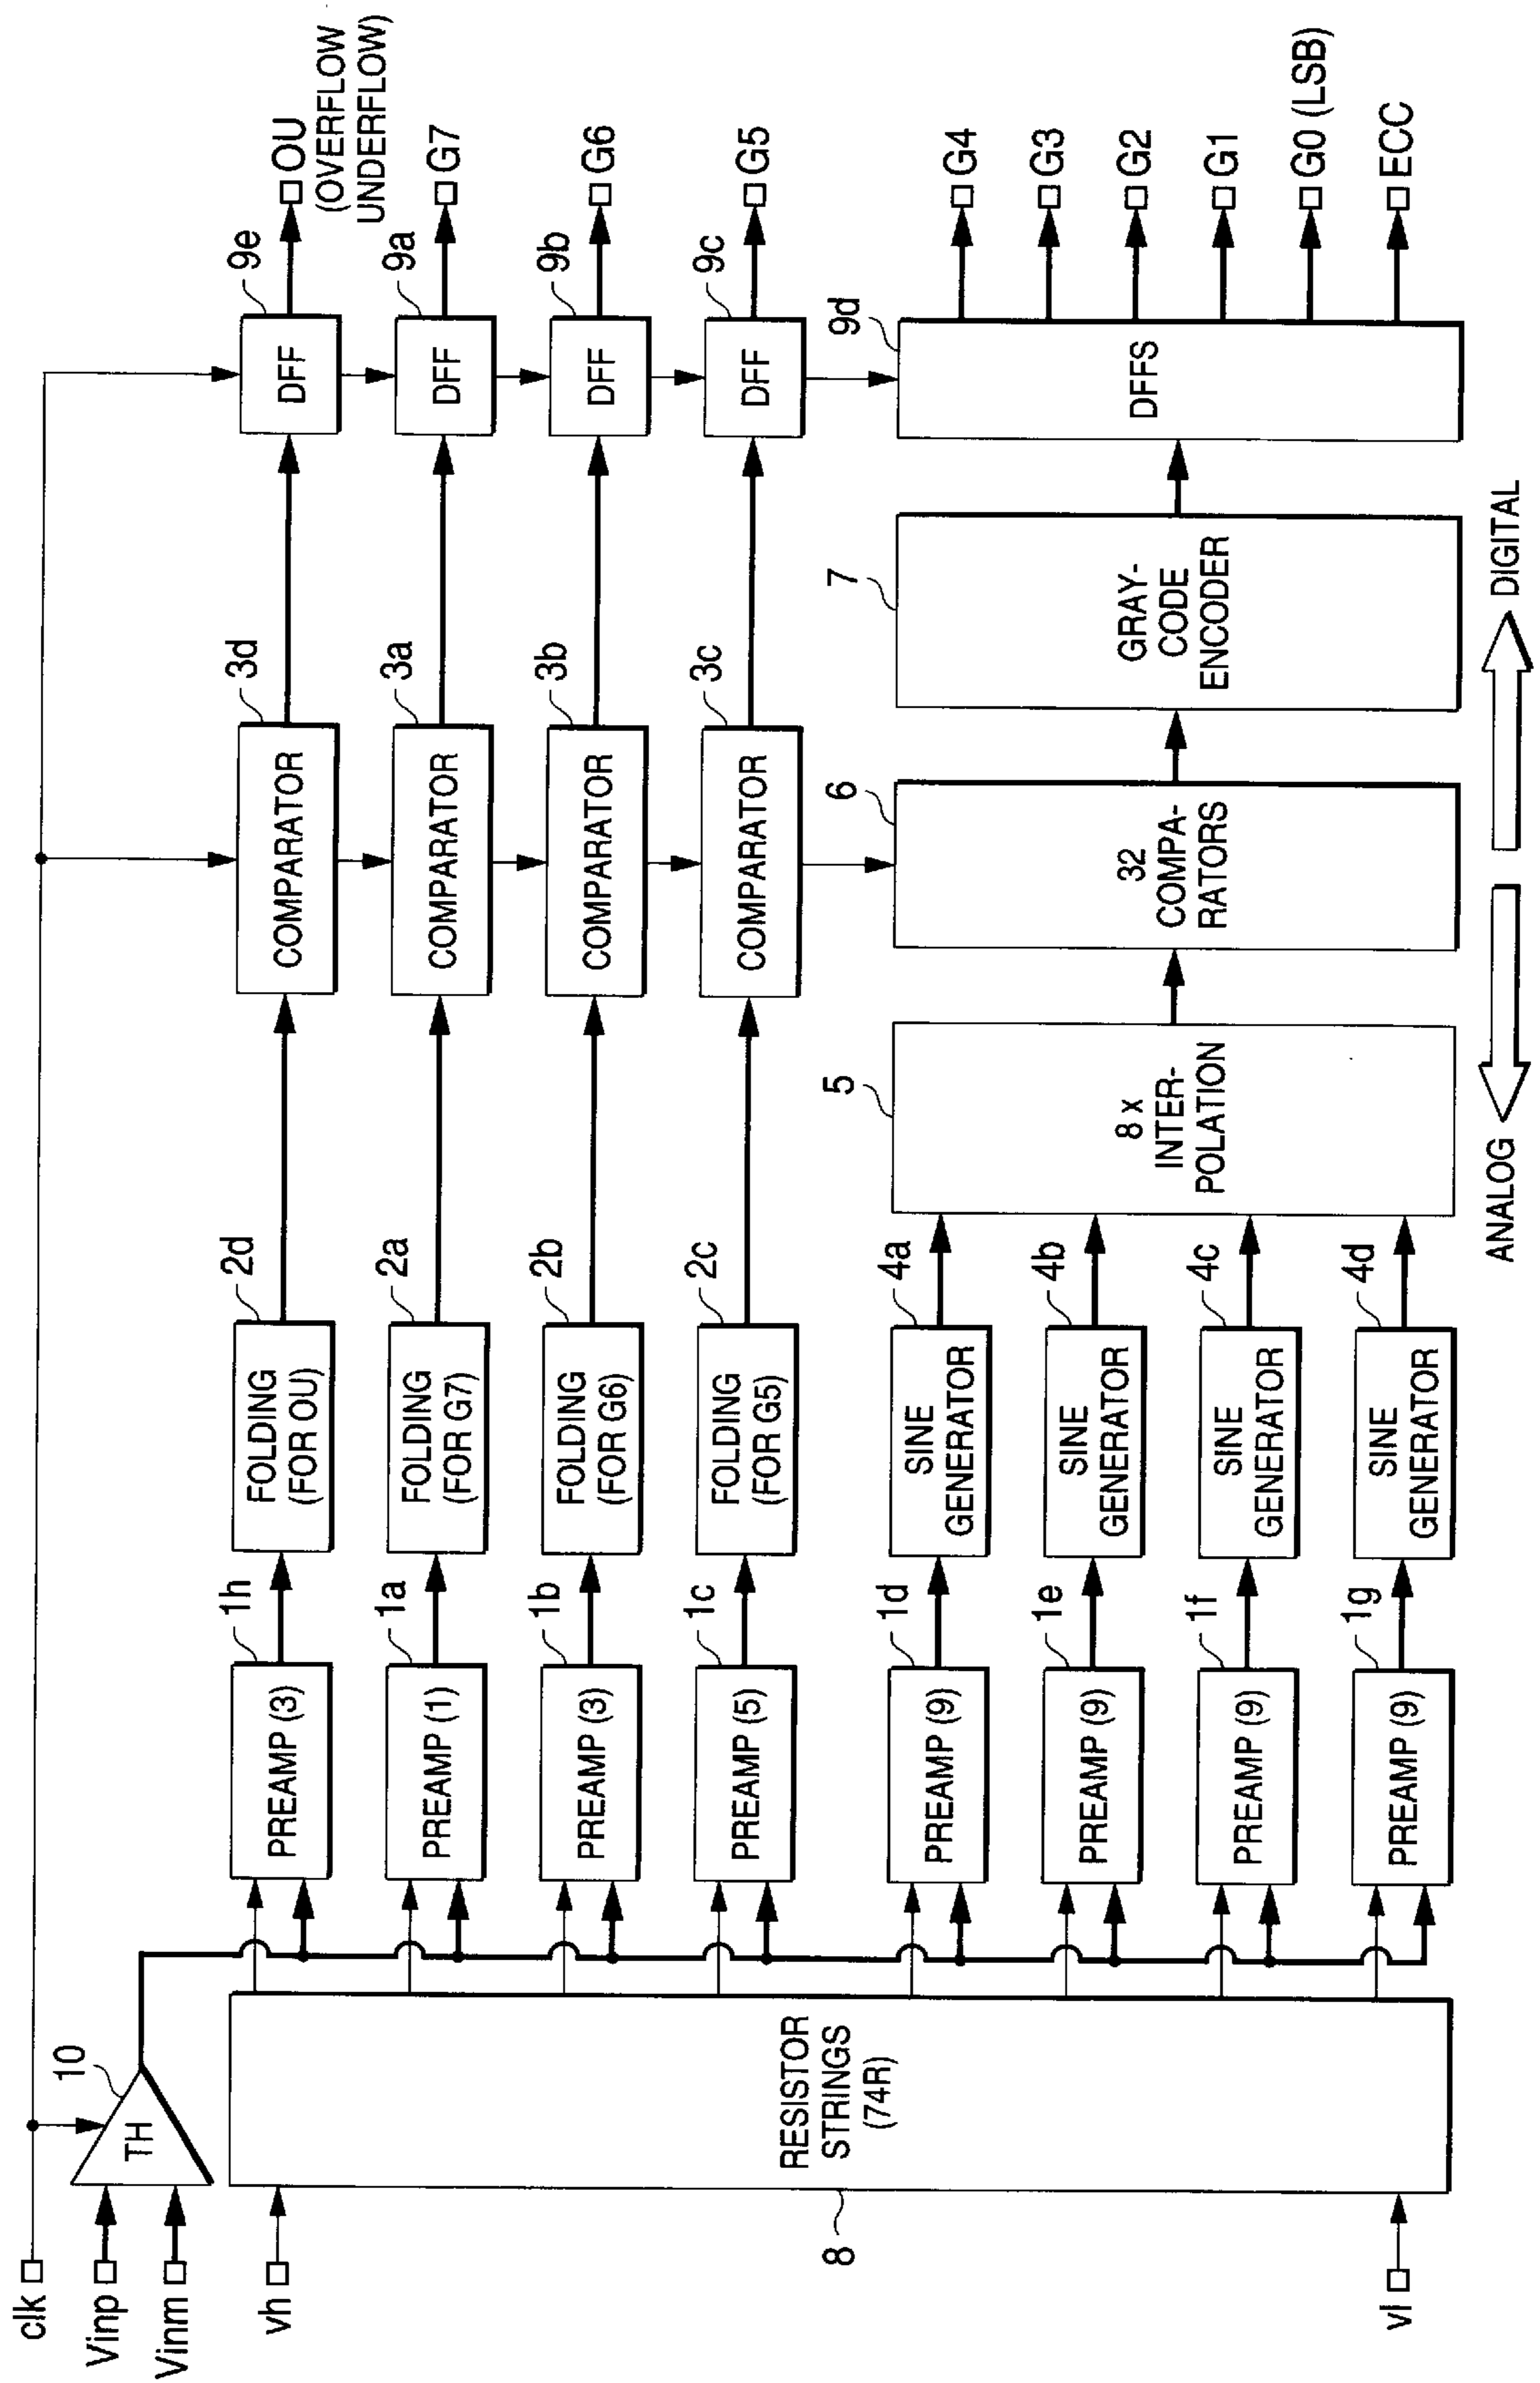 clk
Vinp
Vinm
vh
vl
10
TH
8
RESISTOR
STRINGS
(74R)
1h
PREAMP (3)
2d
FOLDING
(FOR OU)
3d
COMPARATOR
9e
DFF
OU
(OVERFLOW
UNDERFLOW)
1a
PREAMP (1)
2a
FOLDING
(FOR G7)
3a
COMPARATOR
9a
DFF
G7
1b
PREAMP (3)
2b
FOLDING
(FOR G6)
3b
COMPARATOR
9b
DFF
G6
1c
PREAMP (5)
2c
FOLDING
(FOR G5)
3c
COMPARATOR
9c
DFF
G5
1d
PREAMP (9)
4a
SINE
GENERATOR
1e
PREAMP (9)
4b
SINE
GENERATOR
1f
PREAMP (9)
4c
SINE
GENERATOR
1g
PREAMP (9)
4d
SINE
GENERATOR
5
8 x
INTER-
POLATION
6
32
COMPA-
RATORS
7
GRAY-
CODE
ENCODER
9d
DFFS
G4
G3
G2
G1
G0 (LSB)
ECC
ANALOG
DIGITAL